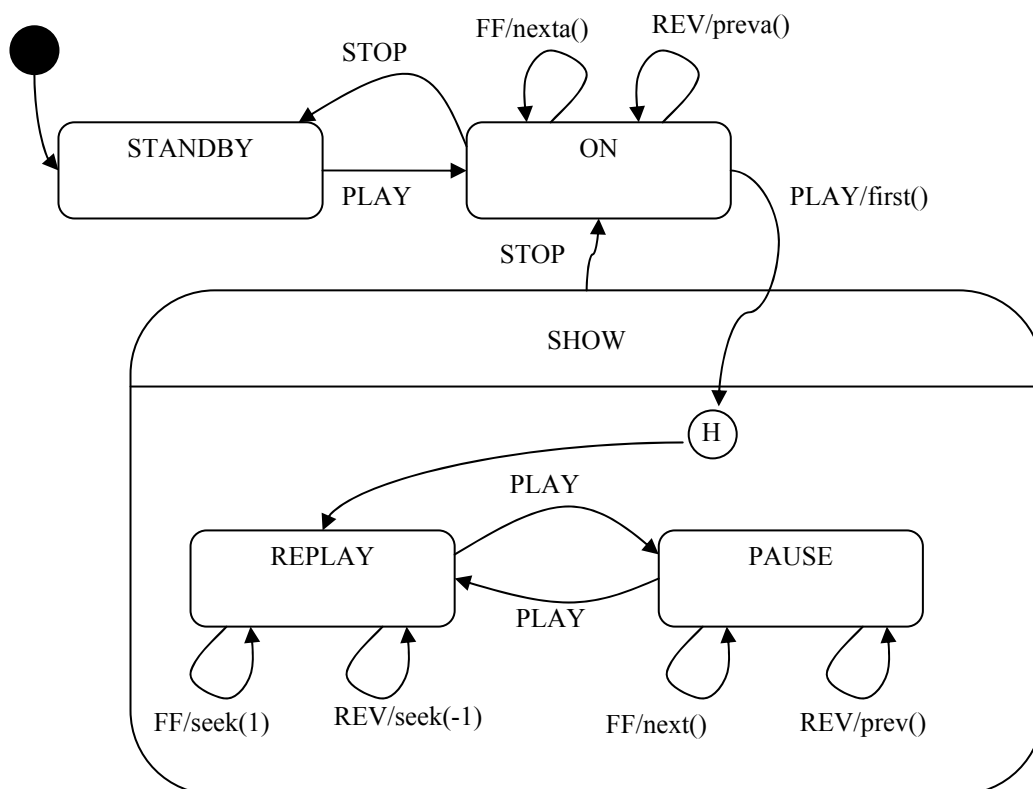 FF/nexta()
REV/preva()
STOP
STANDBY
ON
PLAY
PLAY/first()
STOP
SHOW
H
PLAY
REPLAY
PAUSE
PLAY
FF/seek(1)
REV/seek(-1)
FF/next()
REV/prev()